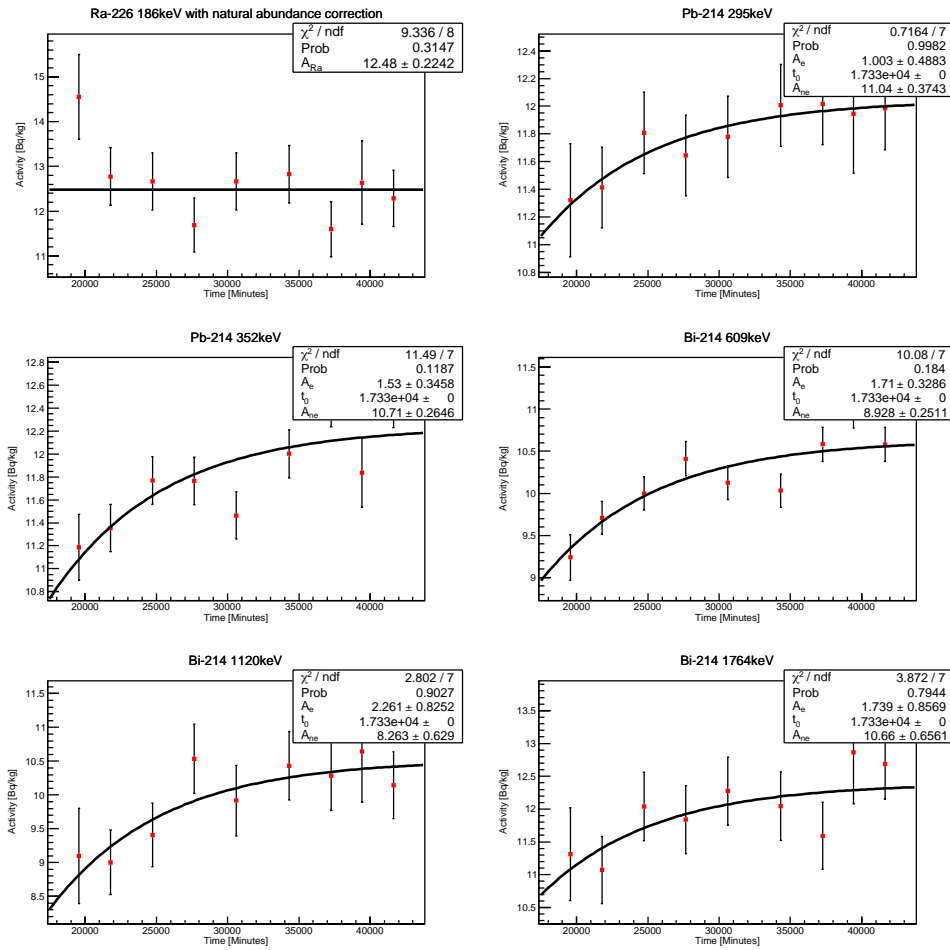 Ra-226 186keV with natural abundance correction
χ² / ndf 9.336 / 8
Prob 0.3147
A_Ra 12.48 ± 0.2242
Activity [Bq/kg]
15
14
13
12
11
20000 25000 30000 35000 40000
Time [Minutes]
Pb-214 295keV
χ² / ndf 0.7164 / 7
Prob 0.9982
A_e 1.003 ± 0.4883
t_0 1.733e+04 ± 0
A_ne 11.04 ± 0.3743
Activity [Bq/kg]
12.4
12.2
12
11.8
11.6
11.4
11.2
11
10.8
20000 25000 30000 35000 40000
Time [Minutes]
Pb-214 352keV
χ² / ndf 11.49 / 7
Prob 0.1187
A_e 1.53 ± 0.3458
t_0 1.733e+04 ± 0
A_ne 10.71 ± 0.2646
Activity [Bq/kg]
12.8
12.6
12.4
12.2
12
11.8
11.6
11.4
11.2
11
10.8
20000 25000 30000 35000 40000
Time [Minutes]
Bi-214 609keV
χ² / ndf 10.08 / 7
Prob 0.184
A_e 1.71 ± 0.3286
t_0 1.733e+04 ± 0
A_ne 8.928 ± 0.2511
Activity [Bq/kg]
11.5
11
10.5
10
9.5
9
20000 25000 30000 35000 40000
Time [Minutes]
Bi-214 1120keV
χ² / ndf 2.802 / 7
Prob 0.9027
A_e 2.261 ± 0.8252
t_0 1.733e+04 ± 0
A_ne 8.263 ± 0.629
Activity [Bq/kg]
11.5
11
10.5
10
9.5
9
8.5
20000 25000 30000 35000 40000
Time [Minutes]
Bi-214 1764keV
χ² / ndf 3.872 / 7
Prob 0.7944
A_e 1.739 ± 0.8569
t_0 1.733e+04 ± 0
A_ne 10.66 ± 0.6561
Activity [Bq/kg]
13.5
13
12.5
12
11.5
11
10.5
20000 25000 30000 35000 40000
Time [Minutes]